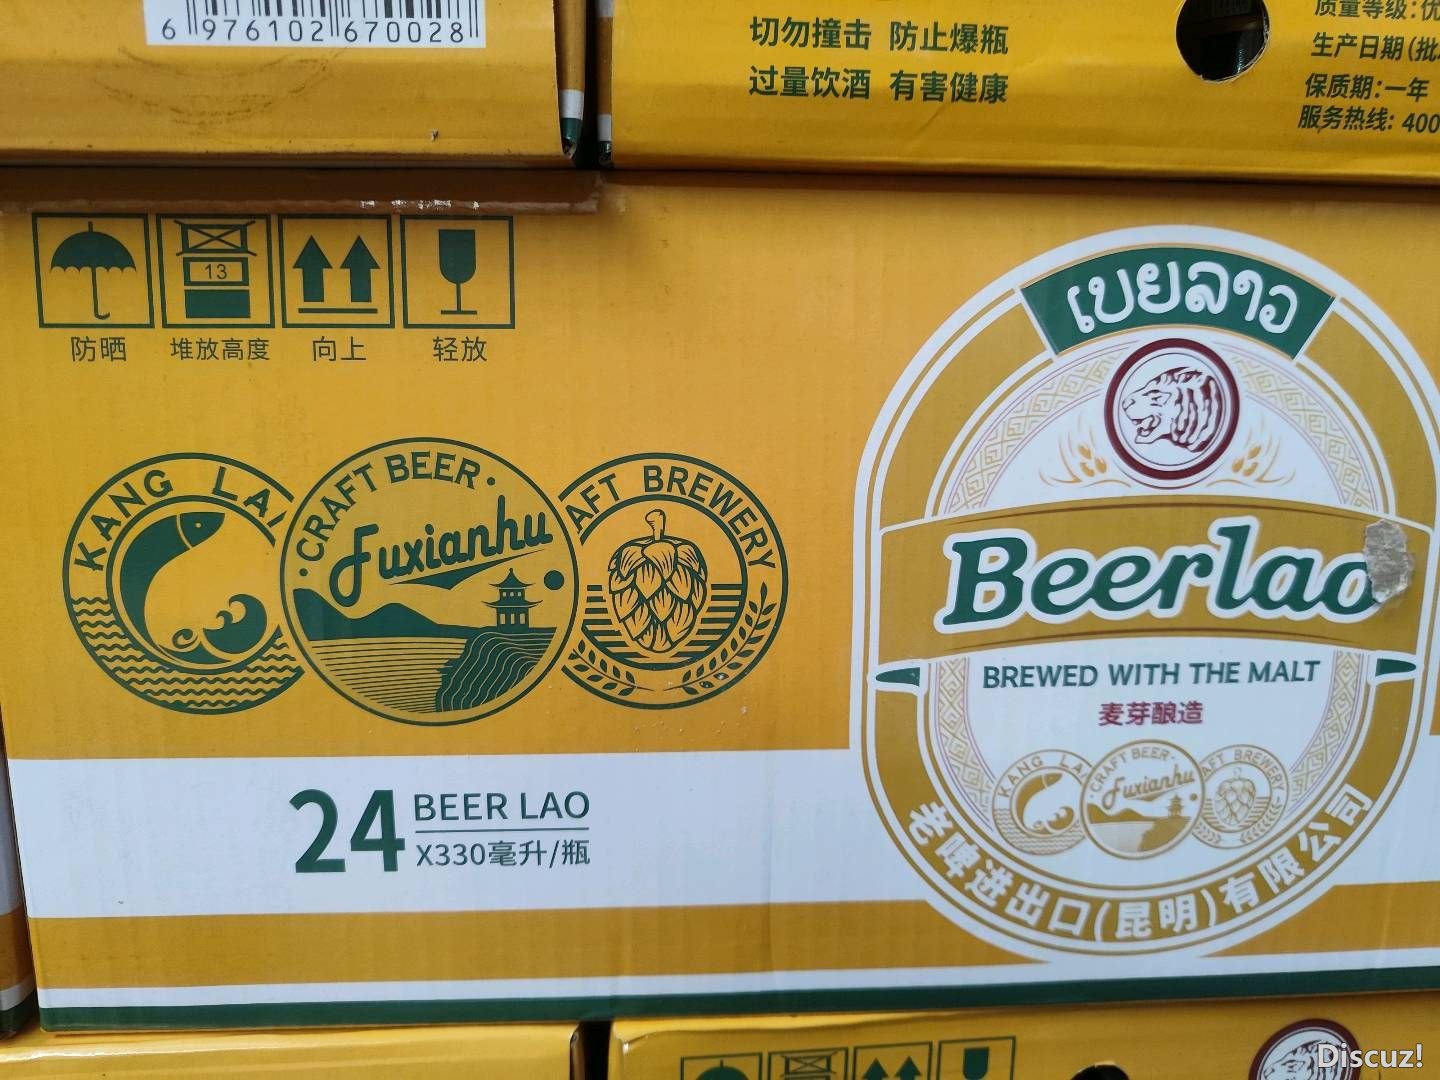 6 976102 670028
切勿撞击 防止爆瓶
过量饮酒 有害健康
质量等级:优
生产日期(批
保质期:一年
服务热线: 400
13
防晒 堆放高度 向上 轻放
KANG LA
·CRAFT BEER·
Fuxianhu
AFT BREWERY
ເບຍລາວ
Beerlao
BREWED WITH THE MALT
麦芽酿造
KANG LA
·CRAFT BEER·
Fuxianhu
AFT BREWERY
老啤进出口(昆明)有限公司
24 BEER LAO
X330毫升/瓶
Discuz!